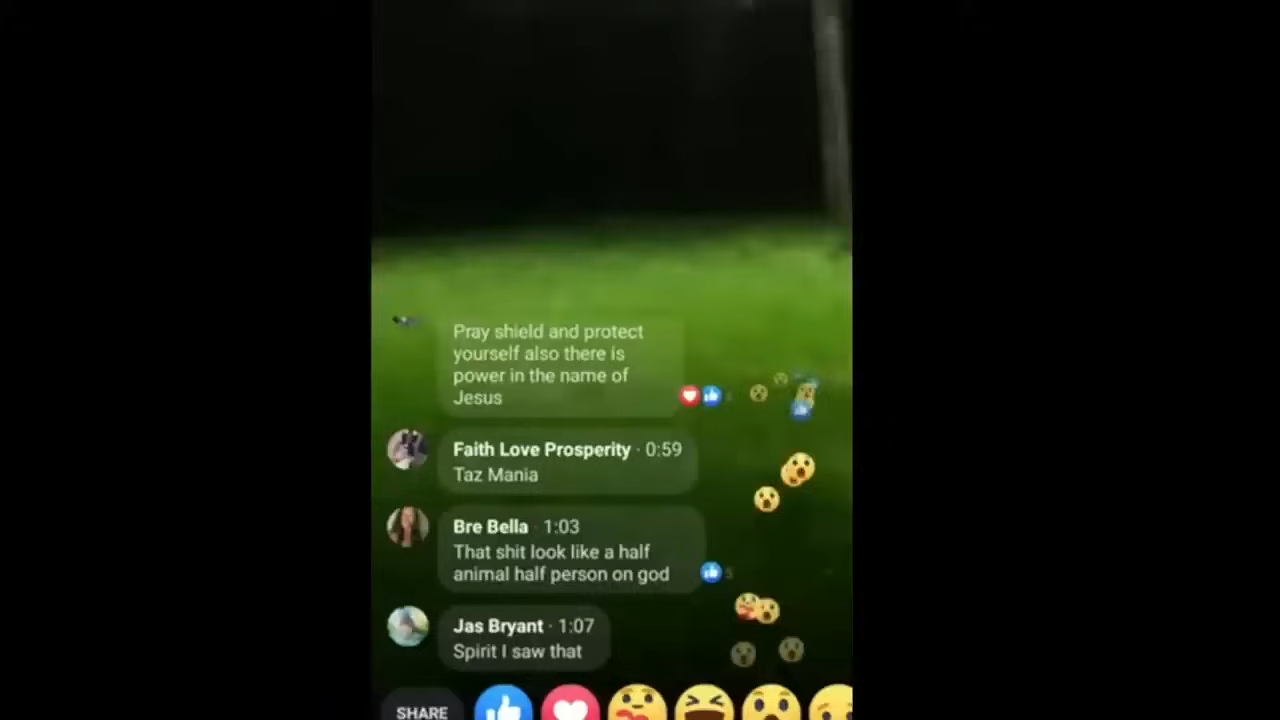 Pray shield and protect
yourself also there is
power in the name of
Jesus
Faith Love Prosperity · 0:59
Taz Mania
Bre Bella · 1:03
That shit look like a half
animal half person on god
5
Jas Bryant · 1:07
Spirit I saw that
SHARE